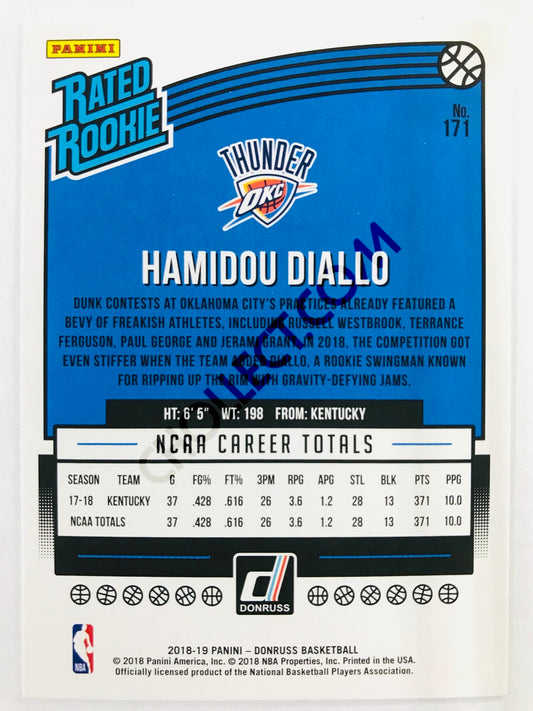 PANINI
RATED
ROOKIE
No.
171
THUNDER
OKC
HAMIDOU DIALLO
DUNK CONTESTS AT OKLAHOMA CITY'S PRACTICES ALREADY FEATURED A
BEVY OF FREAKISH ATHLETES, INCLUDING RUSSELL WESTBROOK, TERRANCE
FERGUSON, PAUL GEORGE AND JERAMI GRANT IN 2018, THE COMPETITION GOT
EVEN STIFFER WHEN THE TEAM ADDED DIALLO, A ROOKIE SWINGMAN KNOWN
FOR RIPPING UP THE RIM WITH GRAVITY-DEFYING JAMS.
HT: 6' 5" WT: 198 FROM: KENTUCKY
NCAA CAREER TOTALS
SEASON TEAM G FG% FT% 3PM RPG APG STL BLK PTS PPG
17-18 KENTUCKY 37 .428 .616 26 3.6 1.2 28 13 371 10.0
NCAA TOTALS 37 .428 .616 26 3.6 1.2 28 13 371 10.0
d
DONRUSS
NBA
2018-19 PANINI – DONRUSS BASKETBALL
© 2018 Panini America, Inc. © 2018 NBA Properties, Inc. Printed in the USA.
Officially licensed product of the National Basketball Players Association.